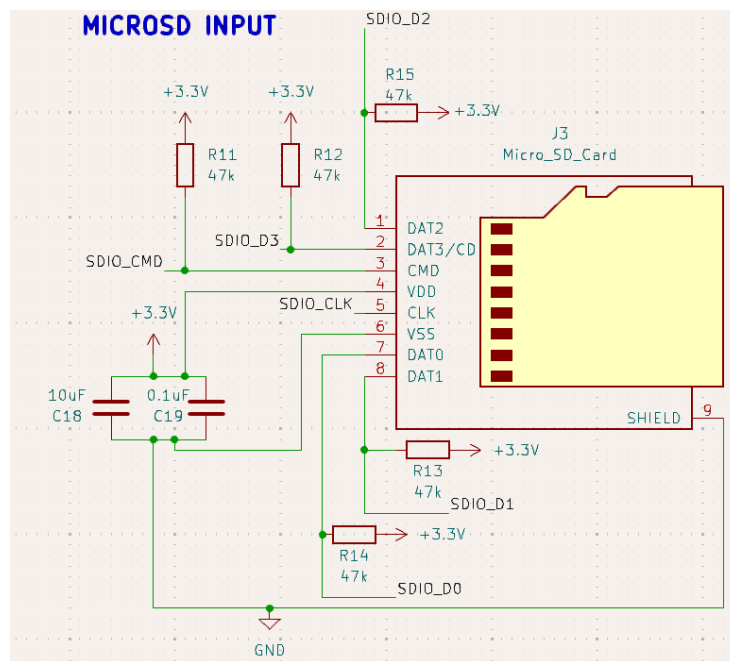 MICROSD INPUT
SDIO_D2
R15
47k
+3.3V
+3.3V
+3.3V
J3
Micro_SD_Card
R11
47k
R12
47k
1
DAT2
SDIO_D3
2
DAT3/CD
SDIO_CMD
3
CMD
4
VDD
SDIO_CLK
5
CLK
+3.3V
6
VSS
7
DAT0
8
DAT1
10uF
C18
0.1uF
C19
SHIELD
9
R13
47k
+3.3V
SDIO_D1
R14
47k
+3.3V
SDIO_D0
GND